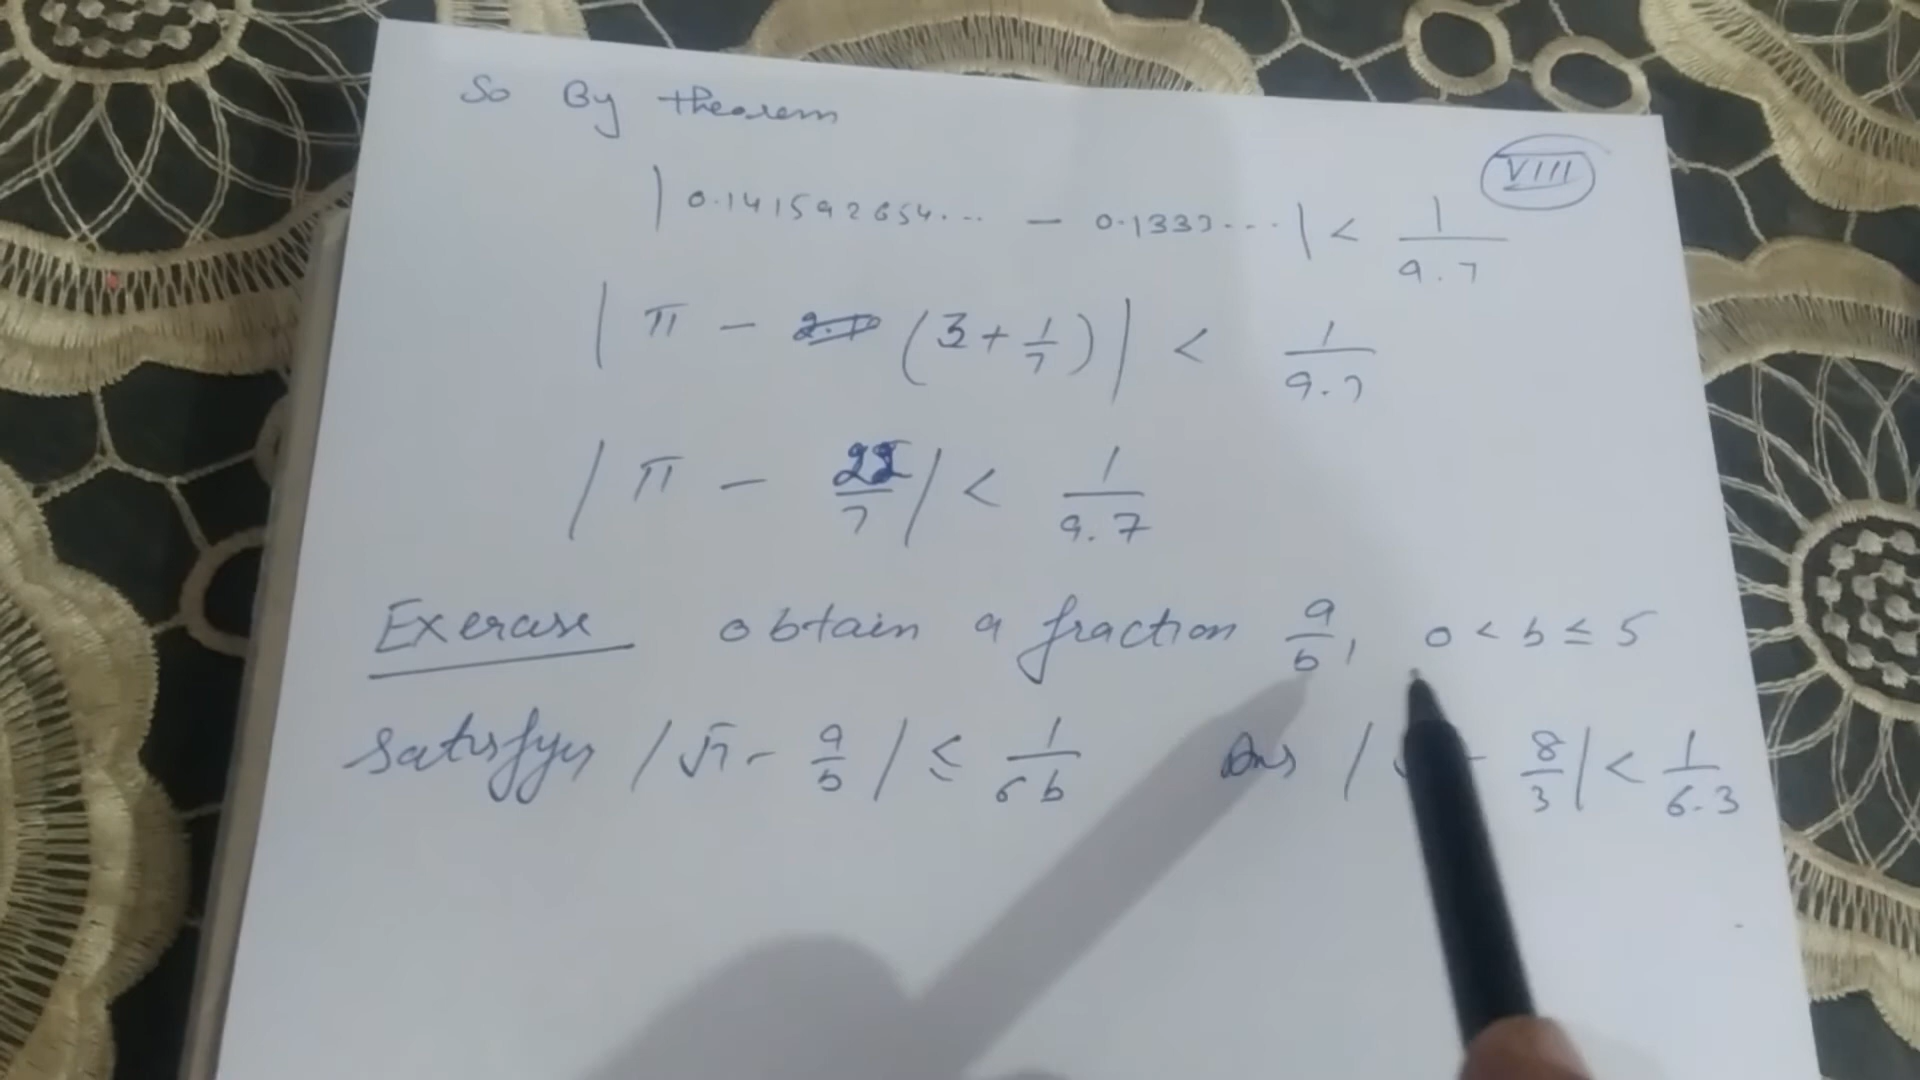 So By theorem
VIII
| 0.141592654... - 0.1333... | < 1/9.7
| π - (3 + 1/7) | < 1/9.7
| π - 22/7 | < 1/9.7
Exercise obtain a fraction a/b, 0 < b ≤ 5
satisfyes | √7 - a/b | ≤ 1/6b Ans | - 8/3 | < 1/6.3